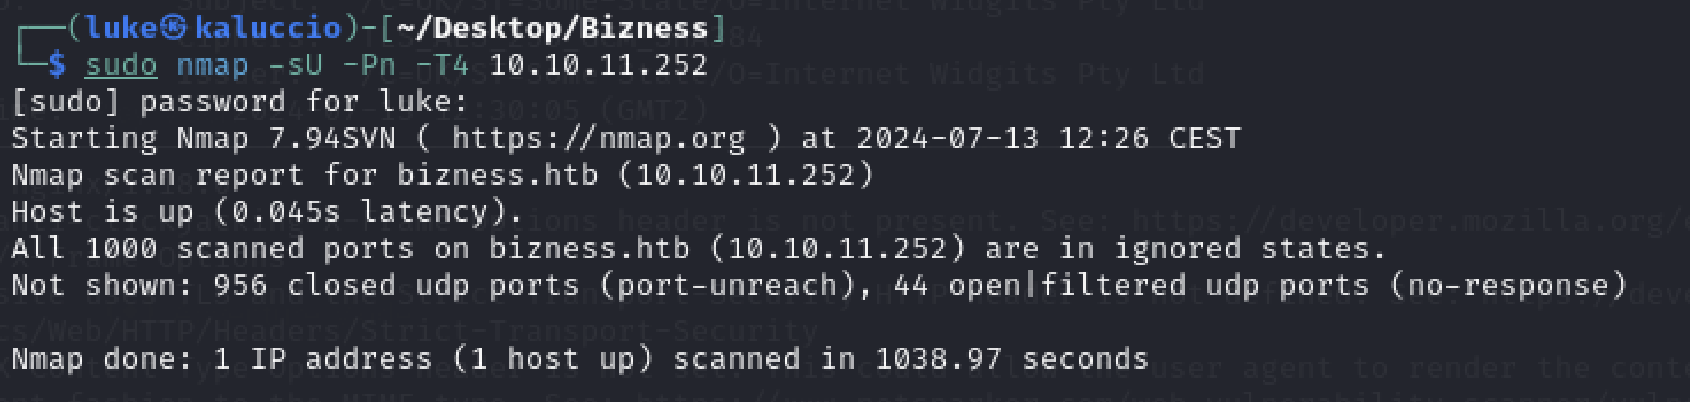 ┌──(luke㉿kaluccio)-[~/Desktop/Bizness]
└─$ sudo nmap -sU -Pn -T4 10.10.11.252
[sudo] password for luke:
Starting Nmap 7.94SVN ( https://nmap.org ) at 2024-07-13 12:26 CEST
Nmap scan report for bizness.htb (10.10.11.252)
Host is up (0.045s latency).
All 1000 scanned ports on bizness.htb (10.10.11.252) are in ignored states.
Not shown: 956 closed udp ports (port-unreach), 44 open|filtered udp ports (no-response)
Nmap done: 1 IP address (1 host up) scanned in 1038.97 seconds